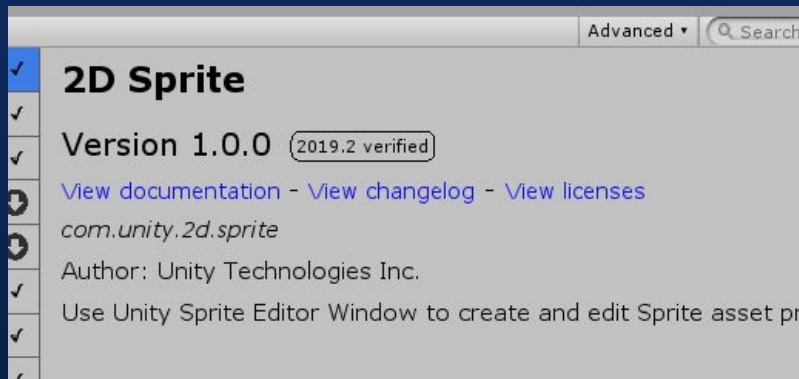 Advanced
Search
2D Sprite
Version 1.0.0 2019.2 verified
View documentation - View changelog - View licenses
com.unity.2d.sprite
Author: Unity Technologies Inc.
Use Unity Sprite Editor Window to create and edit Sprite asset